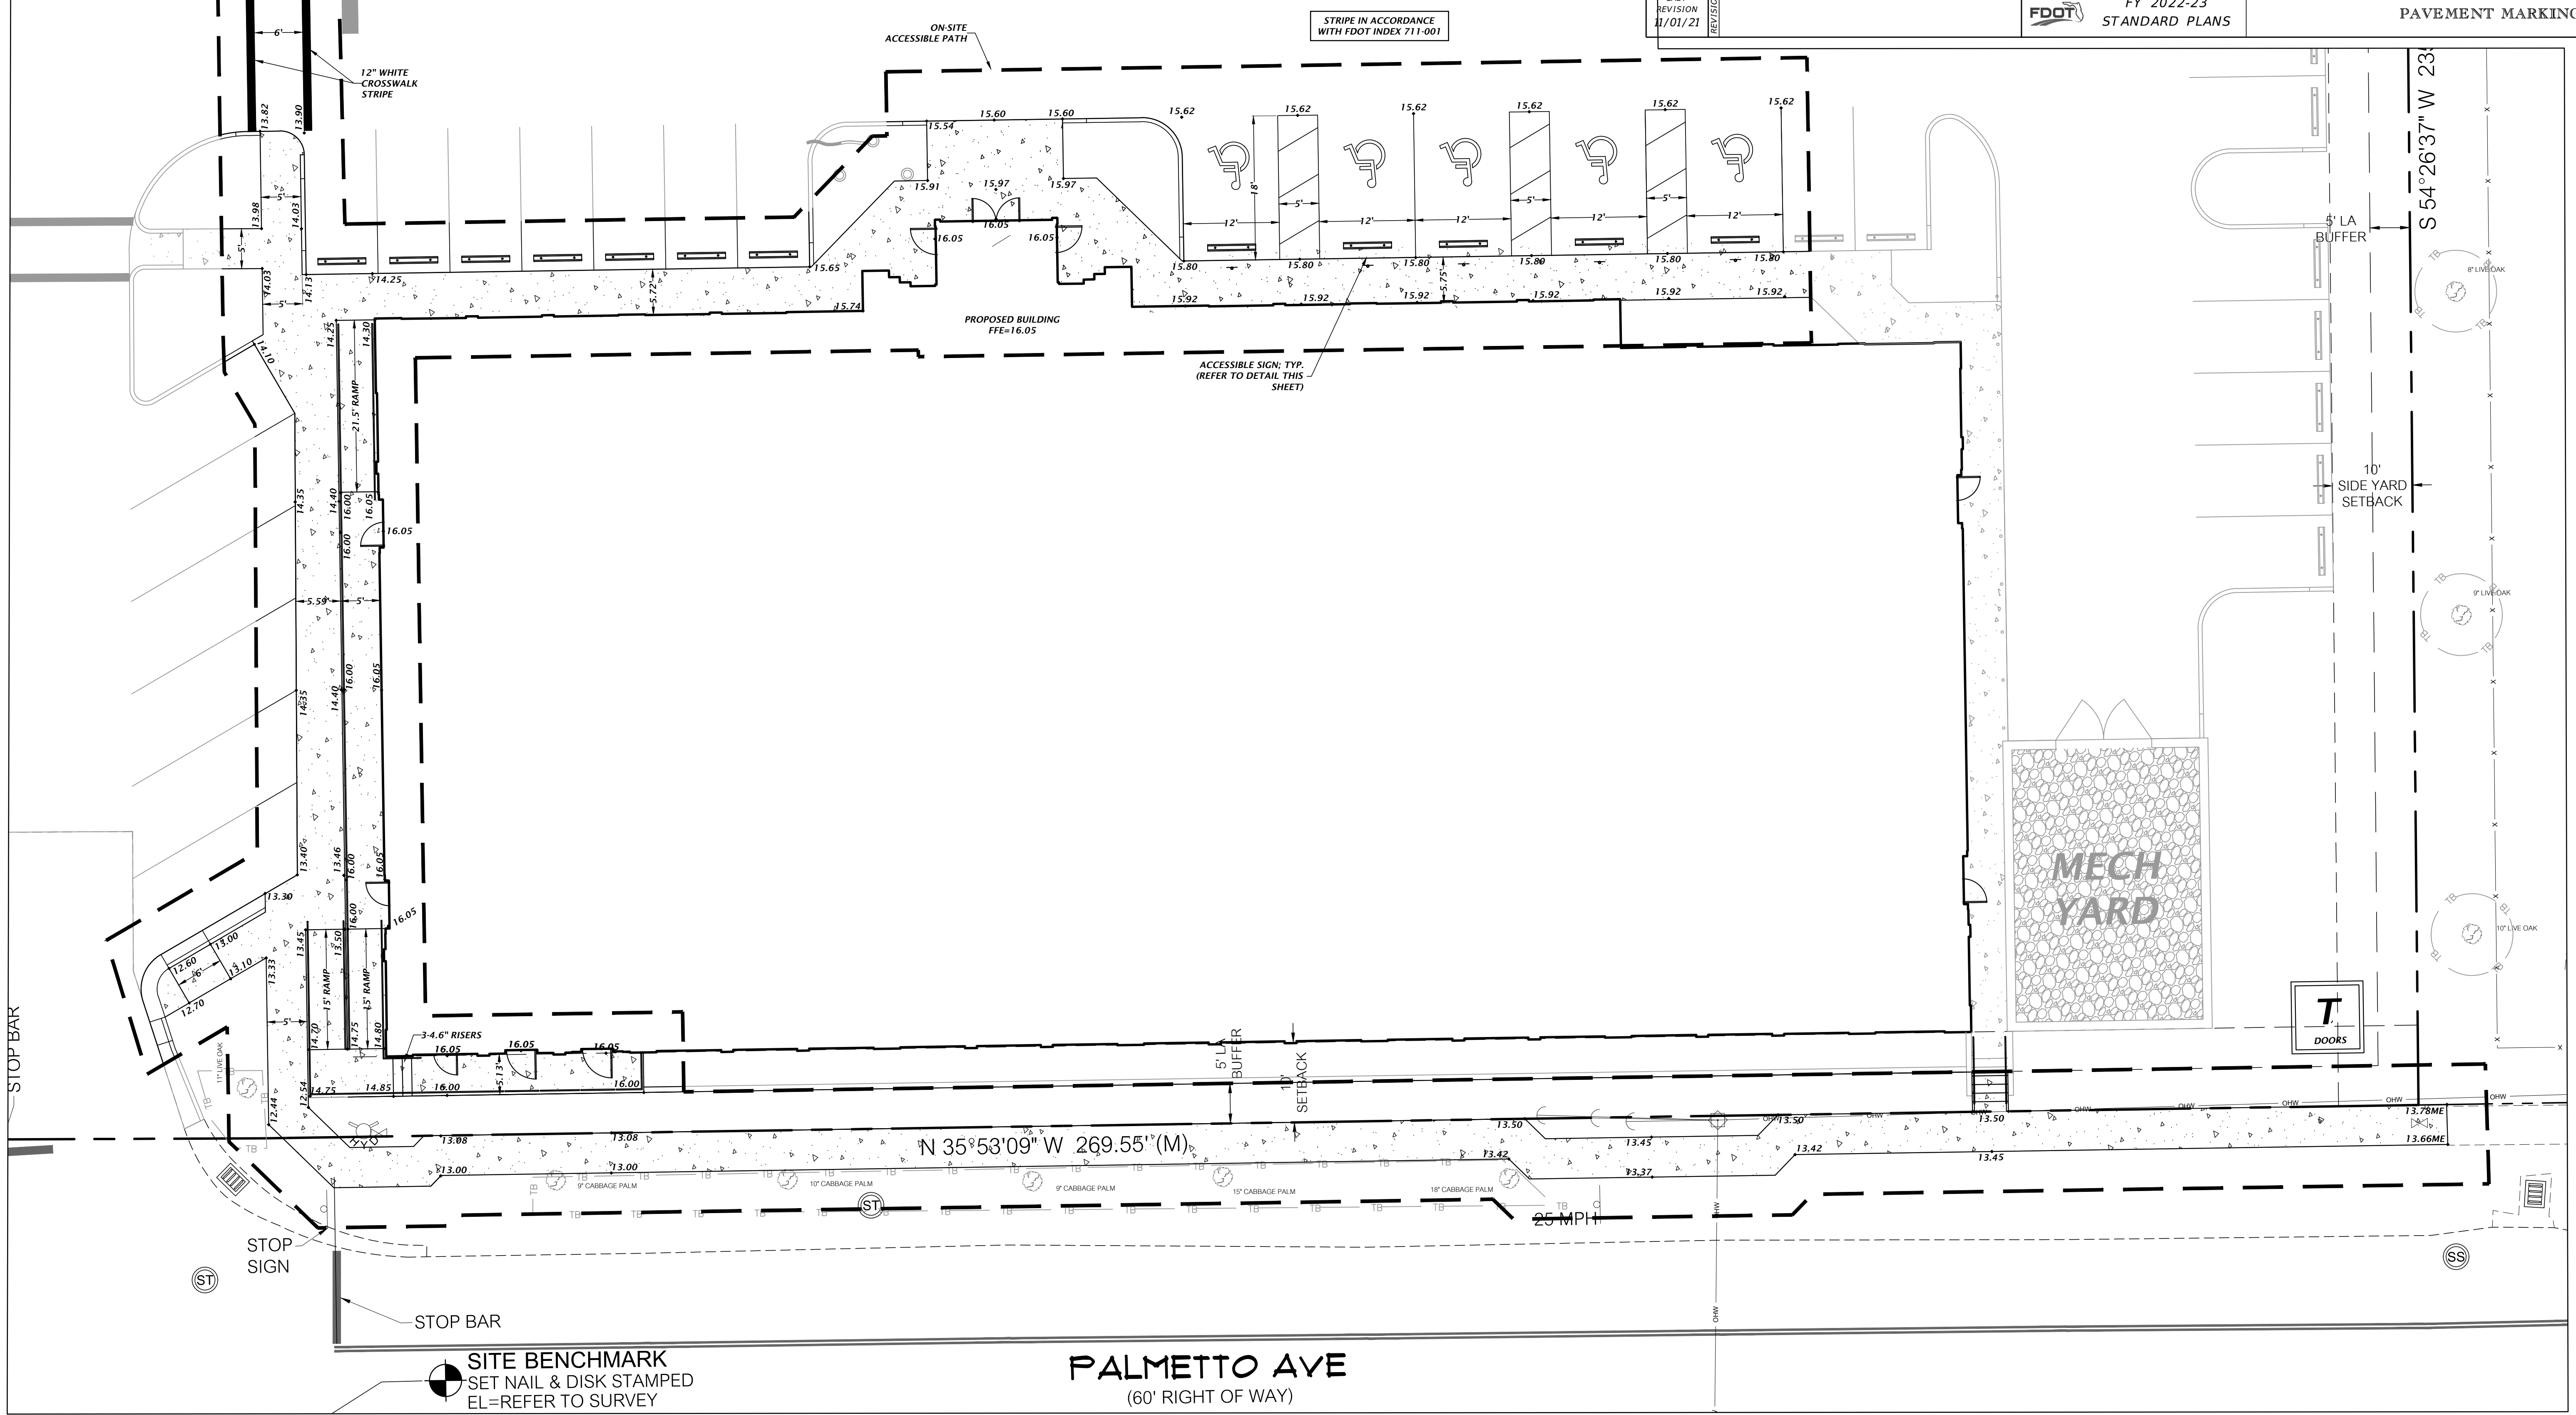 REVISION
11/01/21
FDOT
FY 2022-23
STANDARD PLANS
PAVEMENT MARKING
STRIPE IN ACCORDANCE
WITH FDOT INDEX 711-001
ON-SITE
ACCESSIBLE PATH
6'
12" WHITE
CROSSWALK
STRIPE
13.82
13.90
15.54
15.60
15.60
15.62
15.62
15.62
15.62
15.62
15.62
18'
15.91
15.97
15.97
13.98
5'
14.03
5'
16.05
16.05
16.05
12'
5'
12'
12'
5'
12'
5'
12'
14.03
14.13
5'
14.25
5.72'
15.65
15.74
15.80
15.80
15.80
15.80
15.80
15.80
5.75'
15.92
15.92
15.92
15.92
15.92
15.92
PROPOSED BUILDING
FFE=16.05
ACCESSIBLE SIGN; TYP.
(REFER TO DETAIL THIS
SHEET)
S 54°26'37" W 235
5' LA
BUFFER
8" LIVE OAK
10'
SIDE YARD
SETBACK
9" LIVE OAK
10" LIVE OAK
14.10
14.25
14.30
21.5' RAMP
14.35
14.40
16.00
16.05
16.05
16.00
5.59'
5'
14.35
14.40
16.00
16.05
13.40
13.46
16.00
16.05
13.30
16.00
16.05
13.45
13.50
13.00
13.10
12.60
6'
12.70
13.33
15' RAMP
15' RAMP
5'
14.70
14.75
14.80
3-4.6" RISERS
16.05
16.05
16.05
5.13'
14.75
14.85
16.00
16.00
12.54
12.44
11" LIVE OAK
HYD
MECH
YARD
T
DOORS
5' LA
BUFFER
10'
SETBACK
13.08
13.08
N 35°53'09" W 269.55' (M)
13.00
13.00
13.50
13.45
13.50
13.50
13.78ME
13.66ME
13.42
13.37
13.42
13.45
OHW
OHW
OHW
OHW
OHW
OHW
OHW
OHW
9" CABBAGE PALM
10" CABBAGE PALM
9" CABBAGE PALM
15" CABBAGE PALM
18" CABBAGE PALM
TB
ST
25 MPH
STOP BAR
STOP
SIGN
ST
SS
STOP BAR
SITE BENCHMARK
SET NAIL & DISK STAMPED
EL=REFER TO SURVEY
PALMETTO AVE
(60' RIGHT OF WAY)